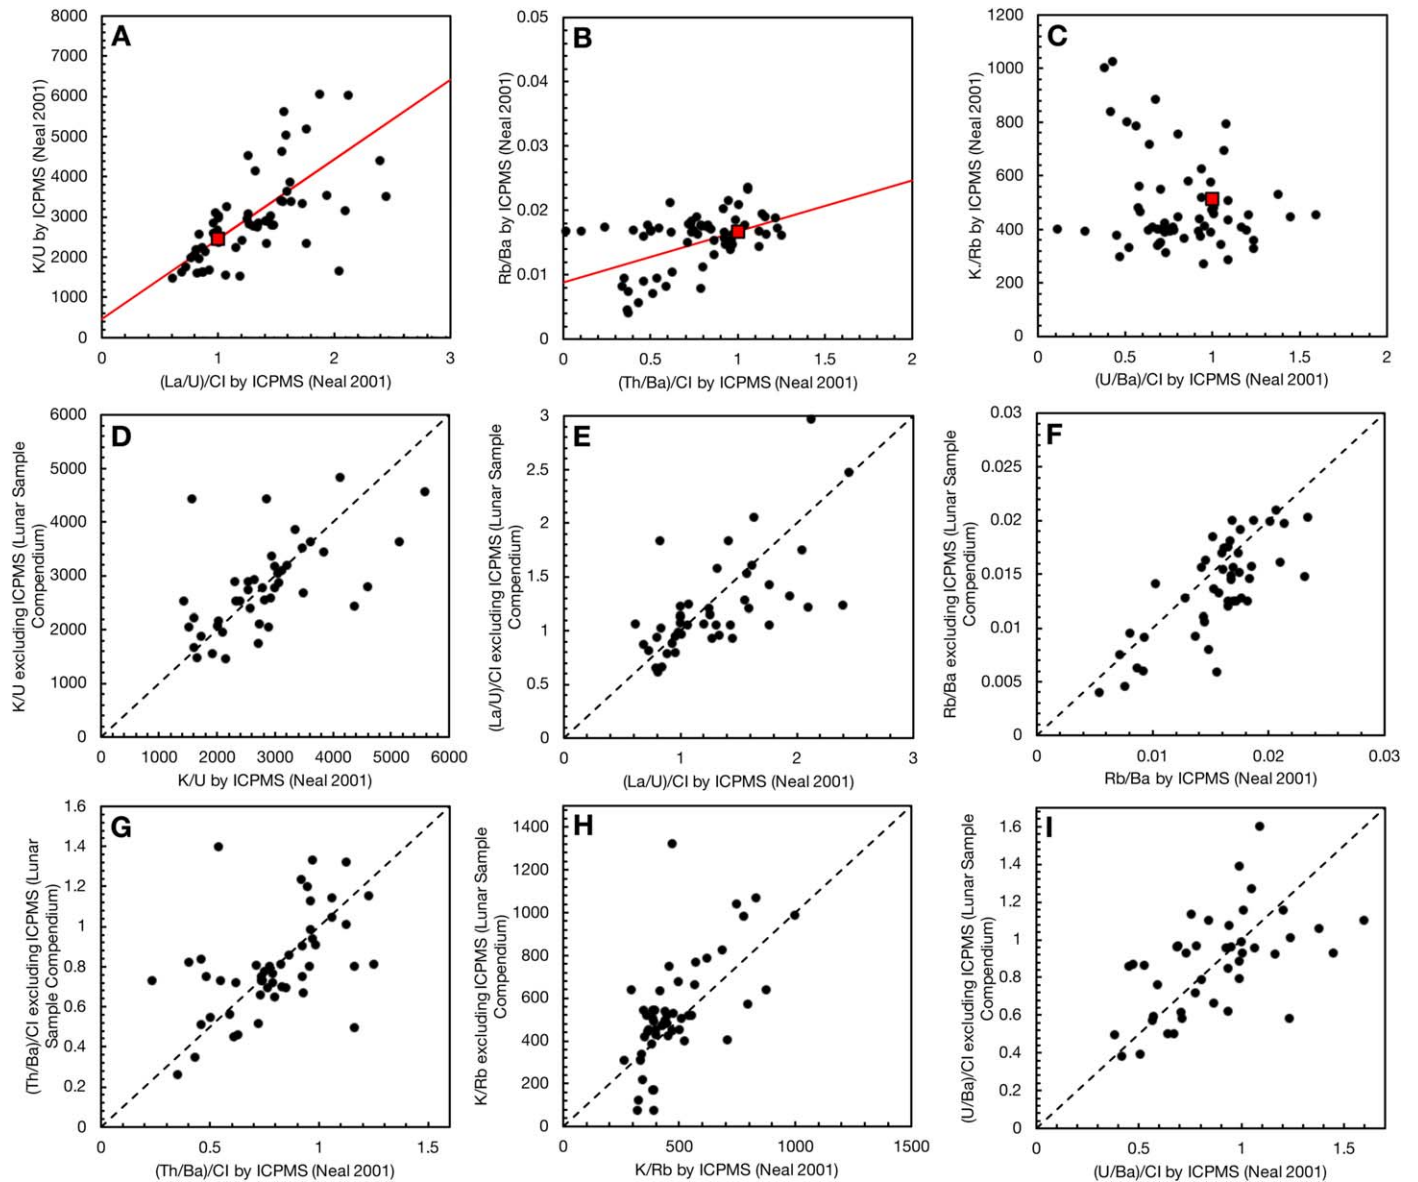 A
K/U by ICPMS (Neal 2001)
8000
7000
6000
5000
4000
3000
2000
1000
0
0 1 2 3
(La/U)/CI by ICPMS (Neal 2001)
B
Rb/Ba by ICPMS (Neal 2001)
0.05
0.04
0.03
0.02
0.01
0
0 0.5 1 1.5 2
(Th/Ba)/CI by ICPMS (Neal 2001)
C
K./Rb by ICPMS (Neal 2001)
1200
1000
800
600
400
200
0
0 0.5 1 1.5 2
(U/Ba)/CI by ICPMS (Neal 2001)
D
K/U excluding ICPMS (Lunar Sample
Compendium)
6000
5000
4000
3000
2000
1000
0
0 1000 2000 3000 4000 5000 6000
K/U by ICPMS (Neal 2001)
E
(La/U)/CI excluding ICPMS (Lunar Sample
Compendium)
3
2.5
2
1.5
1
0.5
0
0 1 2 3
(La/U)/CI by ICPMS (Neal 2001)
F
Rb/Ba excluding ICPMS (Lunar Sample
Compendium)
0.03
0.025
0.02
0.015
0.01
0.005
0
0 0.01 0.02 0.03
Rb/Ba by ICPMS (Neal 2001)
G
(Th/Ba)/CI excluding ICPMS (Lunar
Sample Compendium)
1.6
1.4
1.2
1
0.8
0.6
0.4
0.2
0
0 0.5 1 1.5
(Th/Ba)/CI by ICPMS (Neal 2001)
H
K/Rb excluding ICPMS (Lunar Sample
Compendium)
1400
1200
1000
800
600
400
200
0
0 500 1000 1500
K/Rb by ICPMS (Neal 2001)
I
(U/Ba)/CI excluding ICPMS (Lunar Sample
Compendium)
1.6
1.4
1.2
1
0.8
0.6
0.4
0.2
0
0 0.5 1 1.5
(U/Ba)/CI by ICPMS (Neal 2001)